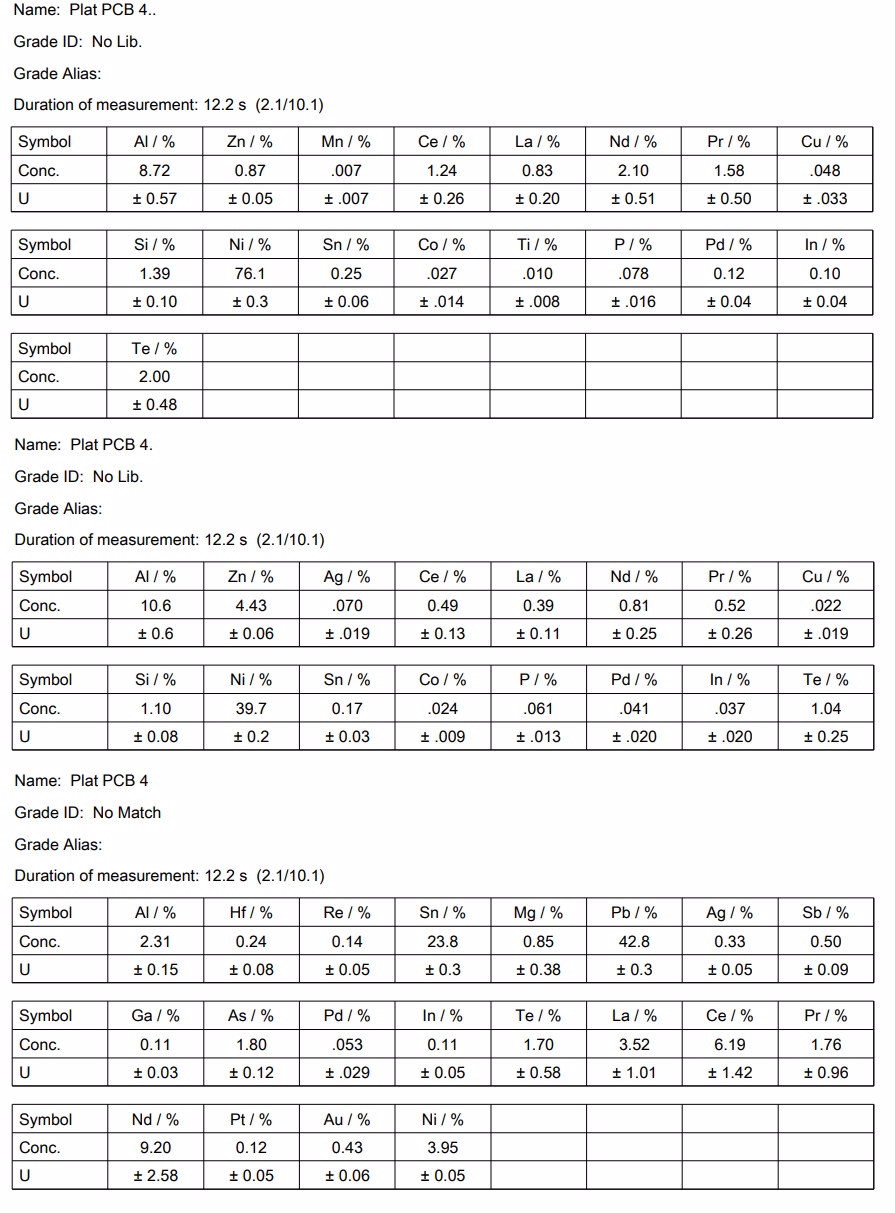 Name: Plat PCB 4..
Grade ID: No Lib.
Grade Alias:
Duration of measurement: 12.2 s (2.1/10.1)
Symbol Al / % Zn / % Mn / % Ce / % La / % Nd / % Pr / % Cu / %
Conc. 8.72 0.87 .007 1.24 0.83 2.10 1.58 .048
U ± 0.57 ± 0.05 ± .007 ± 0.26 ± 0.20 ± 0.51 ± 0.50 ± .033
Symbol Si / % Ni / % Sn / % Co / % Ti / % P / % Pd / % In / %
Conc. 1.39 76.1 0.25 .027 .010 .078 0.12 0.10
U ± 0.10 ± 0.3 ± 0.06 ± .014 ± .008 ± .016 ± 0.04 ± 0.04
Symbol Te / %
Conc. 2.00
U ± 0.48
Name: Plat PCB 4.
Grade ID: No Lib.
Grade Alias:
Duration of measurement: 12.2 s (2.1/10.1)
Symbol Al / % Zn / % Ag / % Ce / % La / % Nd / % Pr / % Cu / %
Conc. 10.6 4.43 .070 0.49 0.39 0.81 0.52 .022
U ± 0.6 ± 0.06 ± .019 ± 0.13 ± 0.11 ± 0.25 ± 0.26 ± .019
Symbol Si / % Ni / % Sn / % Co / % P / % Pd / % In / % Te / %
Conc. 1.10 39.7 0.17 .024 .061 .041 .037 1.04
U ± 0.08 ± 0.2 ± 0.03 ± .009 ± .013 ± .020 ± .020 ± 0.25
Name: Plat PCB 4
Grade ID: No Match
Grade Alias:
Duration of measurement: 12.2 s (2.1/10.1)
Symbol Al / % Hf / % Re / % Sn / % Mg / % Pb / % Ag / % Sb / %
Conc. 2.31 0.24 0.14 23.8 0.85 42.8 0.33 0.50
U ± 0.15 ± 0.08 ± 0.05 ± 0.3 ± 0.38 ± 0.3 ± 0.05 ± 0.09
Symbol Ga / % As / % Pd / % In / % Te / % La / % Ce / % Pr / %
Conc. 0.11 1.80 .053 0.11 1.70 3.52 6.19 1.76
U ± 0.03 ± 0.12 ± .029 ± 0.05 ± 0.58 ± 1.01 ± 1.42 ± 0.96
Symbol Nd / % Pt / % Au / % Ni / %
Conc. 9.20 0.12 0.43 3.95
U ± 2.58 ± 0.05 ± 0.06 ± 0.05